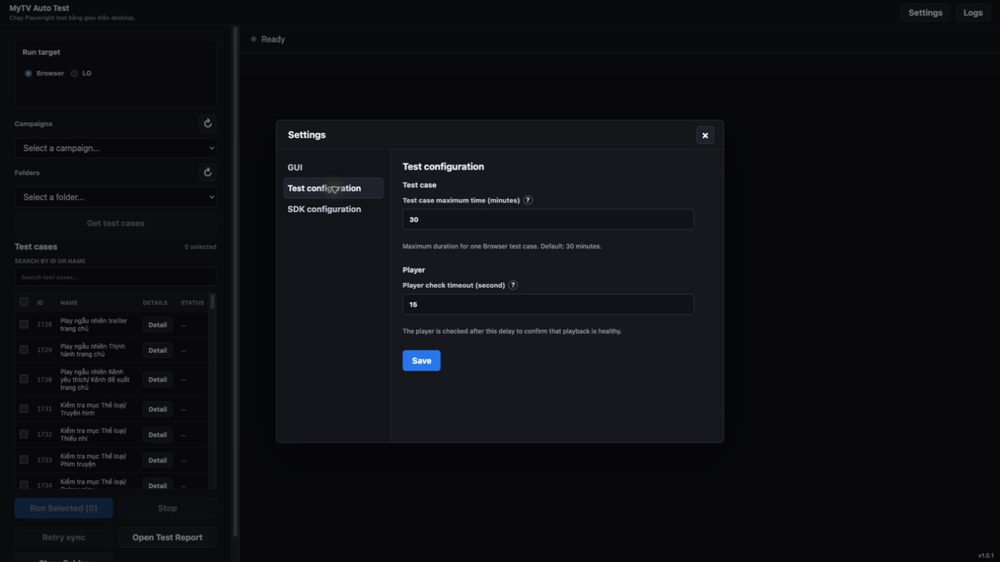 MyTV Auto Test
Chạy Playwright test bằng giao diện desktop.
Settings
Logs
Run target
Browser
LG
Ready
Campaigns
Select a campaign...
Folders
Select a folder...
Get test cases
Test cases
0 selected
SEARCH BY ID OR NAME
Search test cases...
ID NAME DETAILS STATUS
1728 Play ngẫu nhiên trailler Detail —
trang chủ
1729 Play ngẫu nhiên Thịnh Detail —
hành trang chủ
1730 Play ngẫu nhiên Kênh Detail —
yêu thích/ Kênh đề xuất
trang chủ
1731 Kiểm tra mục Thể loại/ Detail —
Truyền hình
1732 Kiểm tra mục Thể loại/ Detail —
Thiếu nhi
1733 Kiểm tra mục Thể loại/ Detail —
Phim truyện
1734 Kiểm tra mục Thể loại/ Detail —
Run Selected (0)
Stop
Retry sync
Open Test Report
Settings
×
GUI
Test configuration
SDK configuration
Test configuration
Test case
Test case maximum time (minutes) ?
30
Maximum duration for one Browser test case. Default: 30 minutes.
Player
Player check timeout (second) ?
15
The player is checked after this delay to confirm that playback is healthy.
Save
v1.0.1